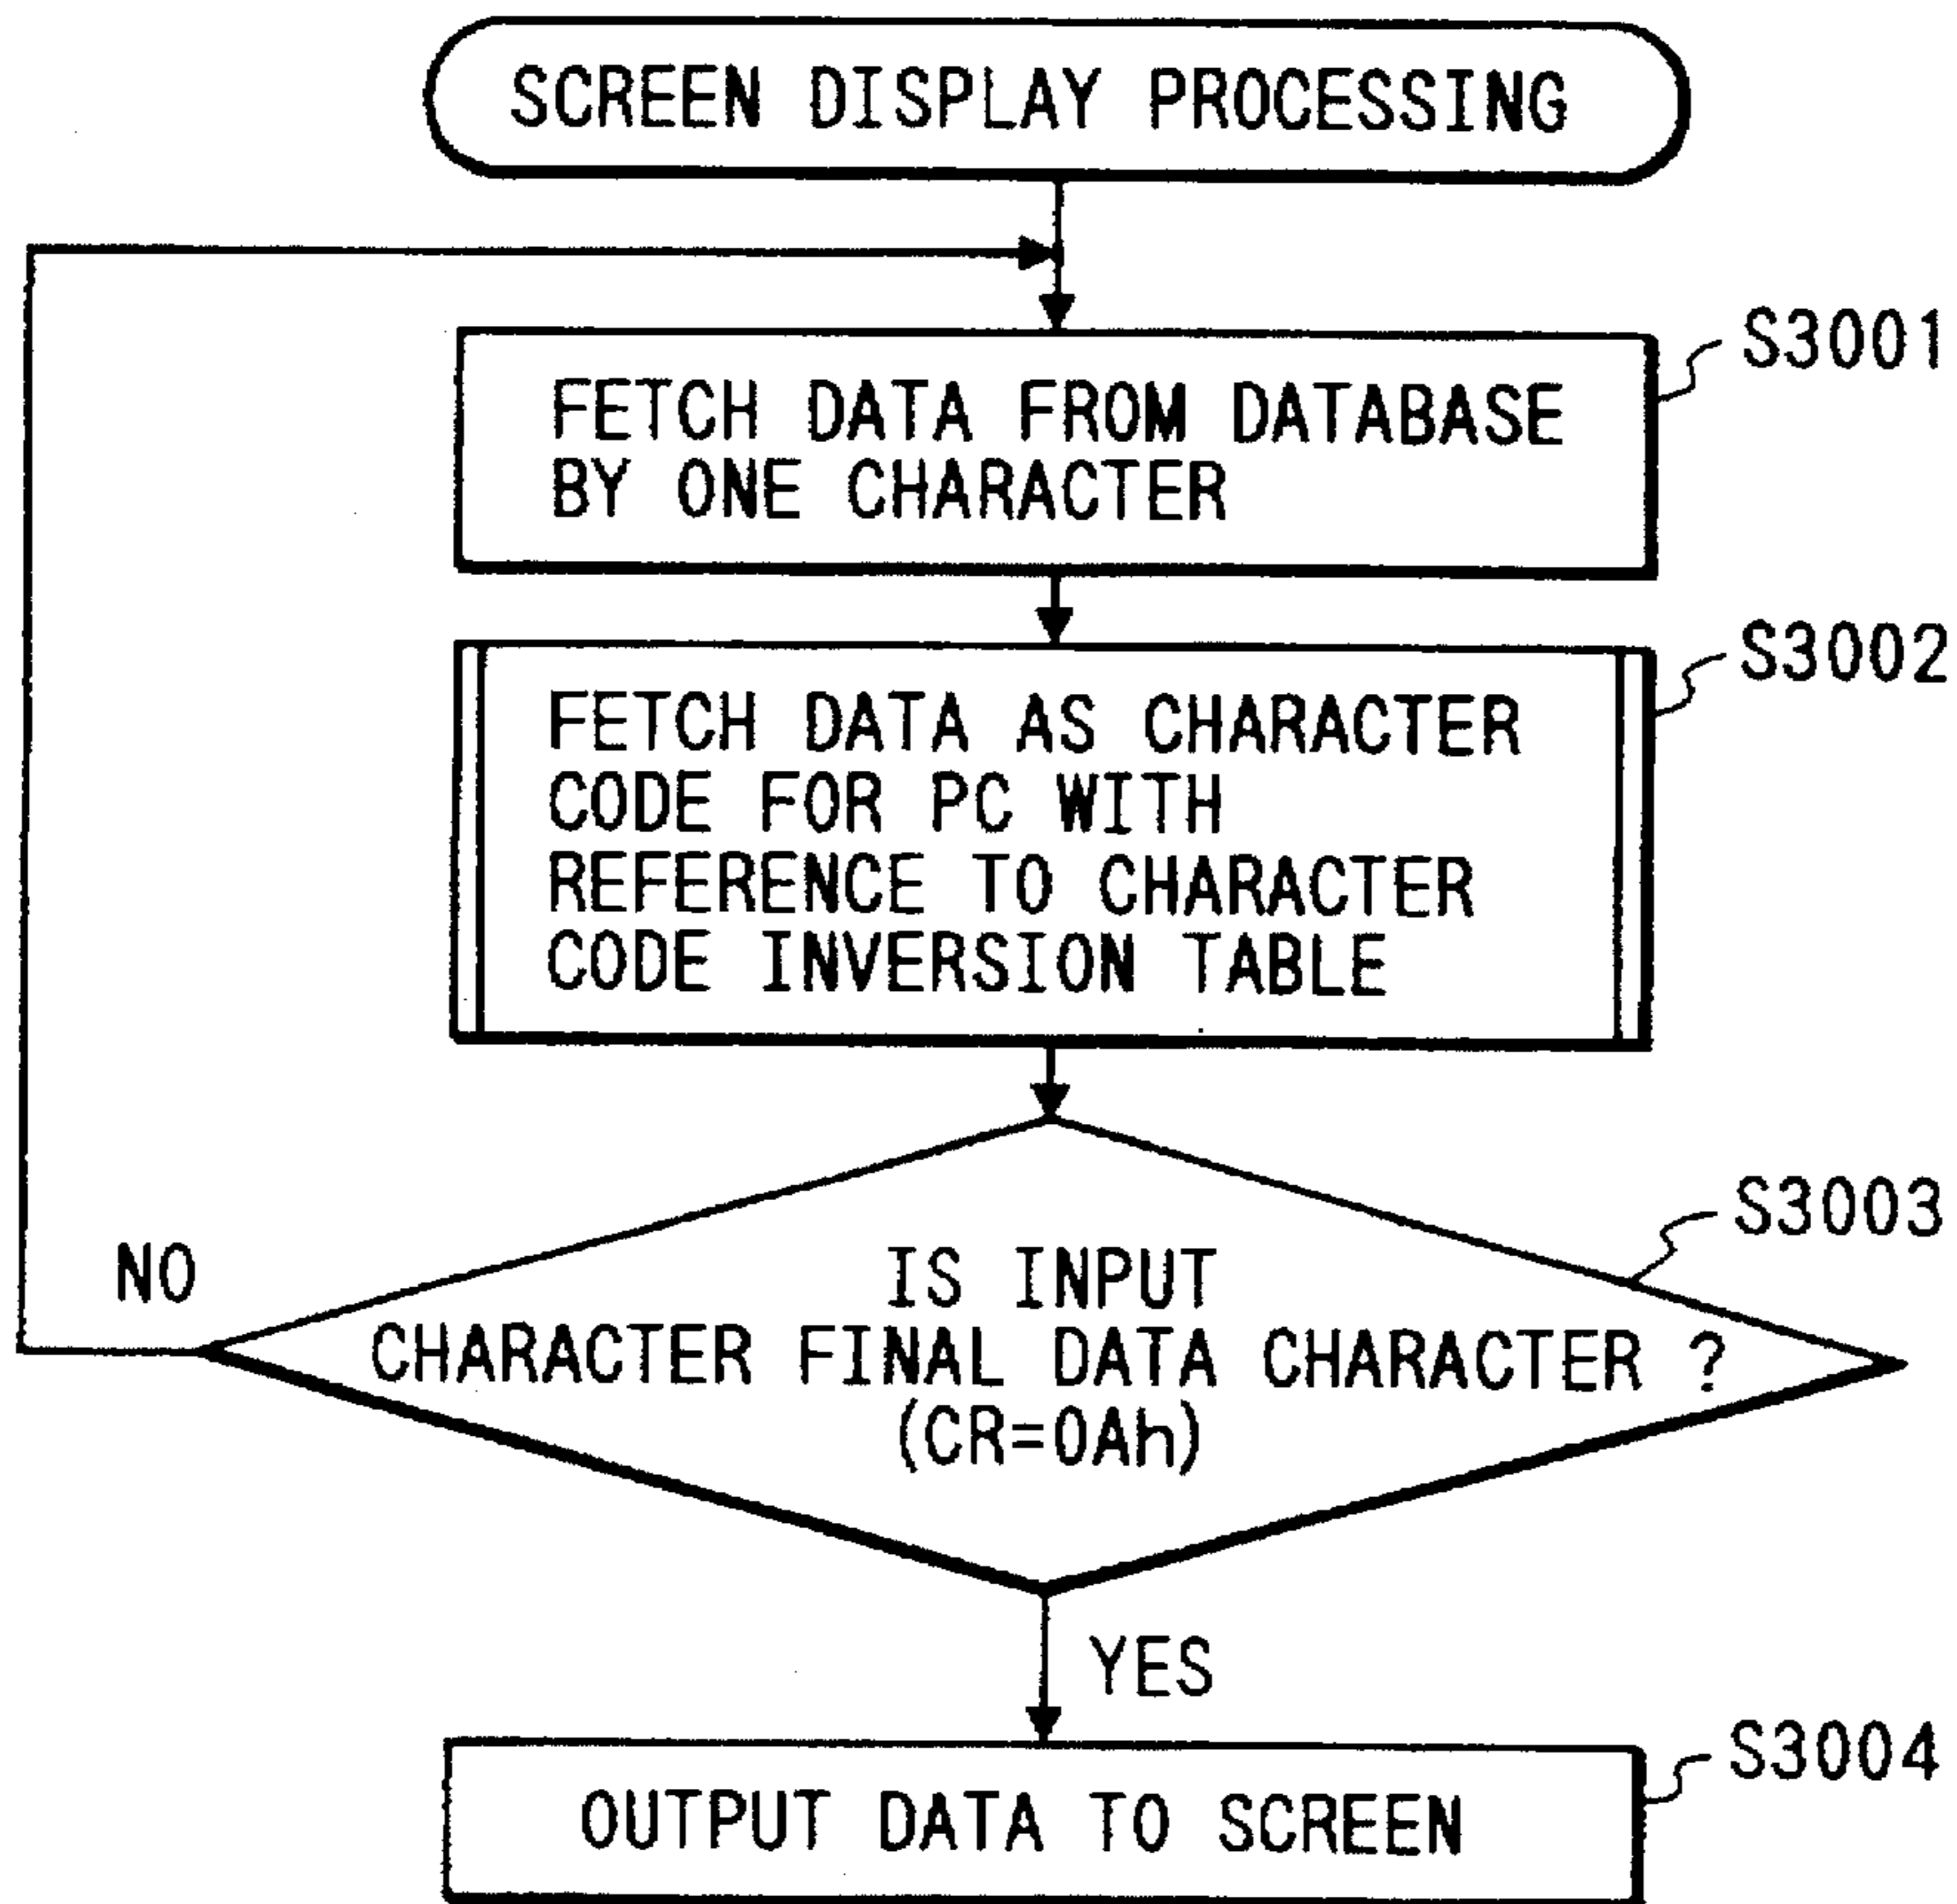 SCREEN DISPLAY PROCESSING
S3001
FETCH DATA FROM DATABASE
BY ONE CHARACTER
S3002
FETCH DATA AS CHARACTER
CODE FOR PC WITH
REFERENCE TO CHARACTER
CODE INVERSION TABLE
S3003
NO
IS INPUT
CHARACTER FINAL DATA CHARACTER ?
(CR=0Ah)
YES
S3004
OUTPUT DATA TO SCREEN